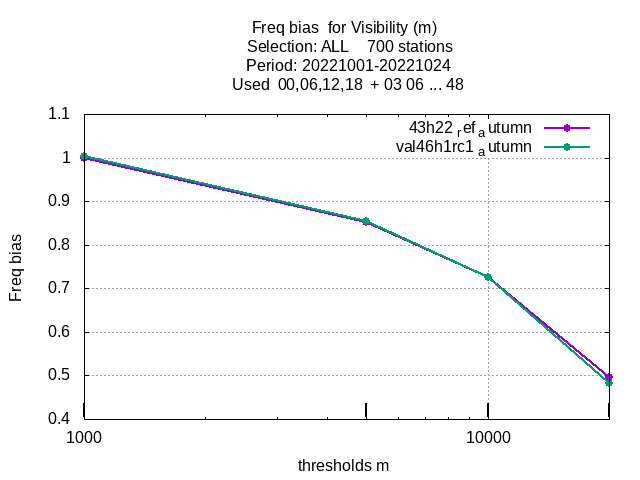 Freq bias  for Visibility (m)
Selection: ALL    700 stations
Period: 20221001-20221024
Used  00,06,12,18  + 03 06 ... 48
43h22 ref a utumn
val46h1rc1 a utumn
1.1
1
0.9
0.8
0.7
0.6
0.5
0.4
Freq bias
1000 10000
thresholds m